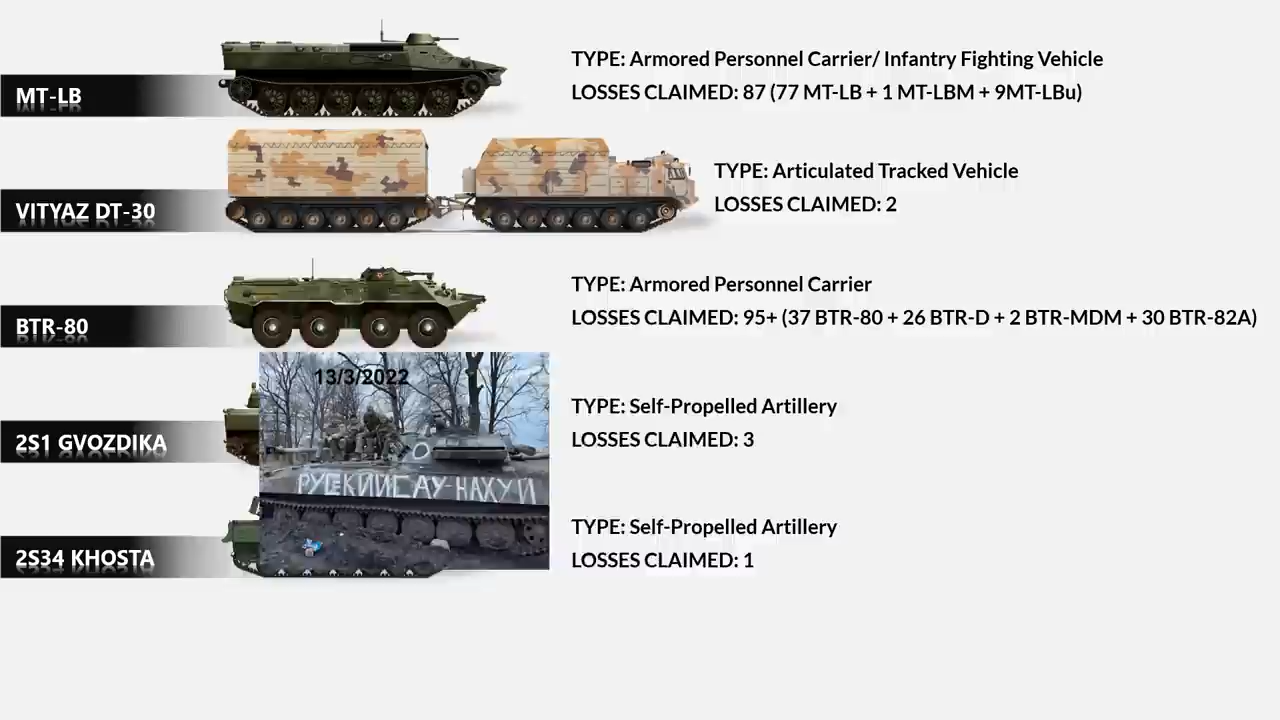 MT-LB
TYPE: Armored Personnel Carrier/ Infantry Fighting Vehicle
LOSSES CLAIMED: 87 (77 MT-LB + 1 MT-LBM + 9MT-LBu)
VITYAZ DT-30
TYPE: Articulated Tracked Vehicle
LOSSES CLAIMED: 2
BTR-80
TYPE: Armored Personnel Carrier
LOSSES CLAIMED: 95+ (37 BTR-80 + 26 BTR-D + 2 BTR-MDM + 30 BTR-82A)
13/3/2022
2S1 GVOZDIKA
TYPE: Self-Propelled Artillery
LOSSES CLAIMED: 3
РУСКИЙСАУ-НАХУЙ
2S34 KHOSTA
TYPE: Self-Propelled Artillery
LOSSES CLAIMED: 1